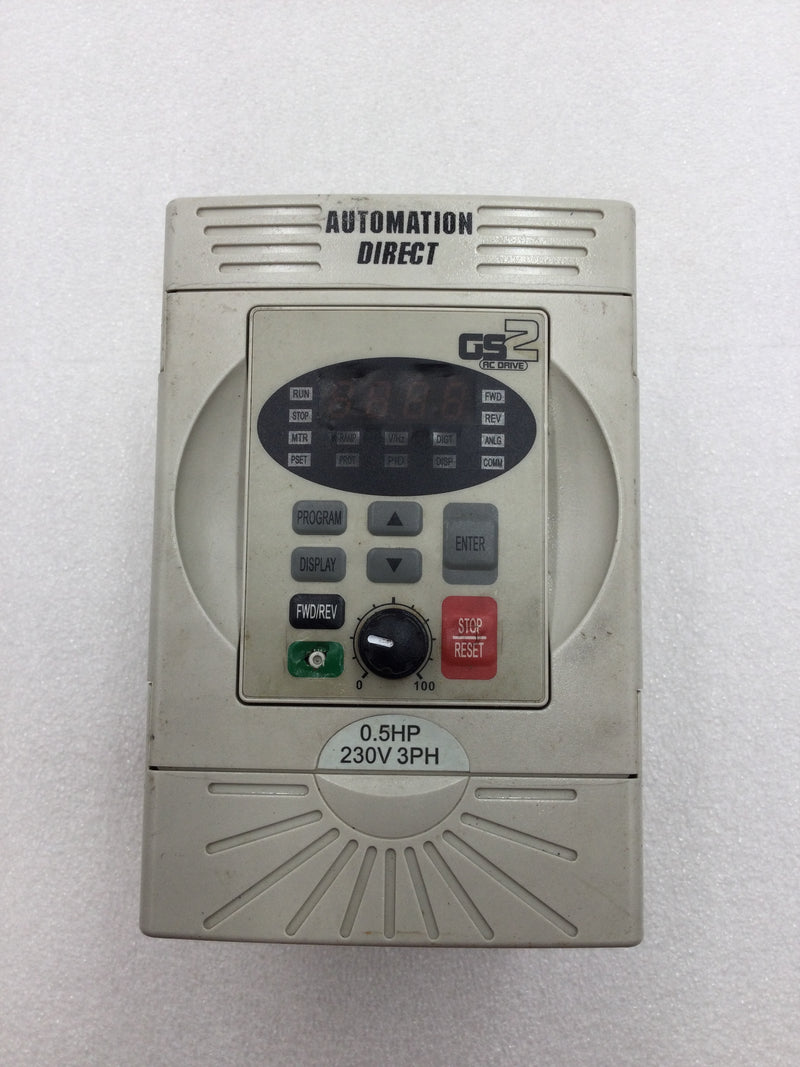 AUTOMATION
DIRECT
GS2
AC DRIVE
RUN
FWD
STOP
REV
MTR RAMP V/Hz DIGT ANLG
PSET PROT PID DISP COMM
PROGRAM
ENTER
DISPLAY
FWD/REV
STOP
RESET
0 100
0.5HP
230V 3PH